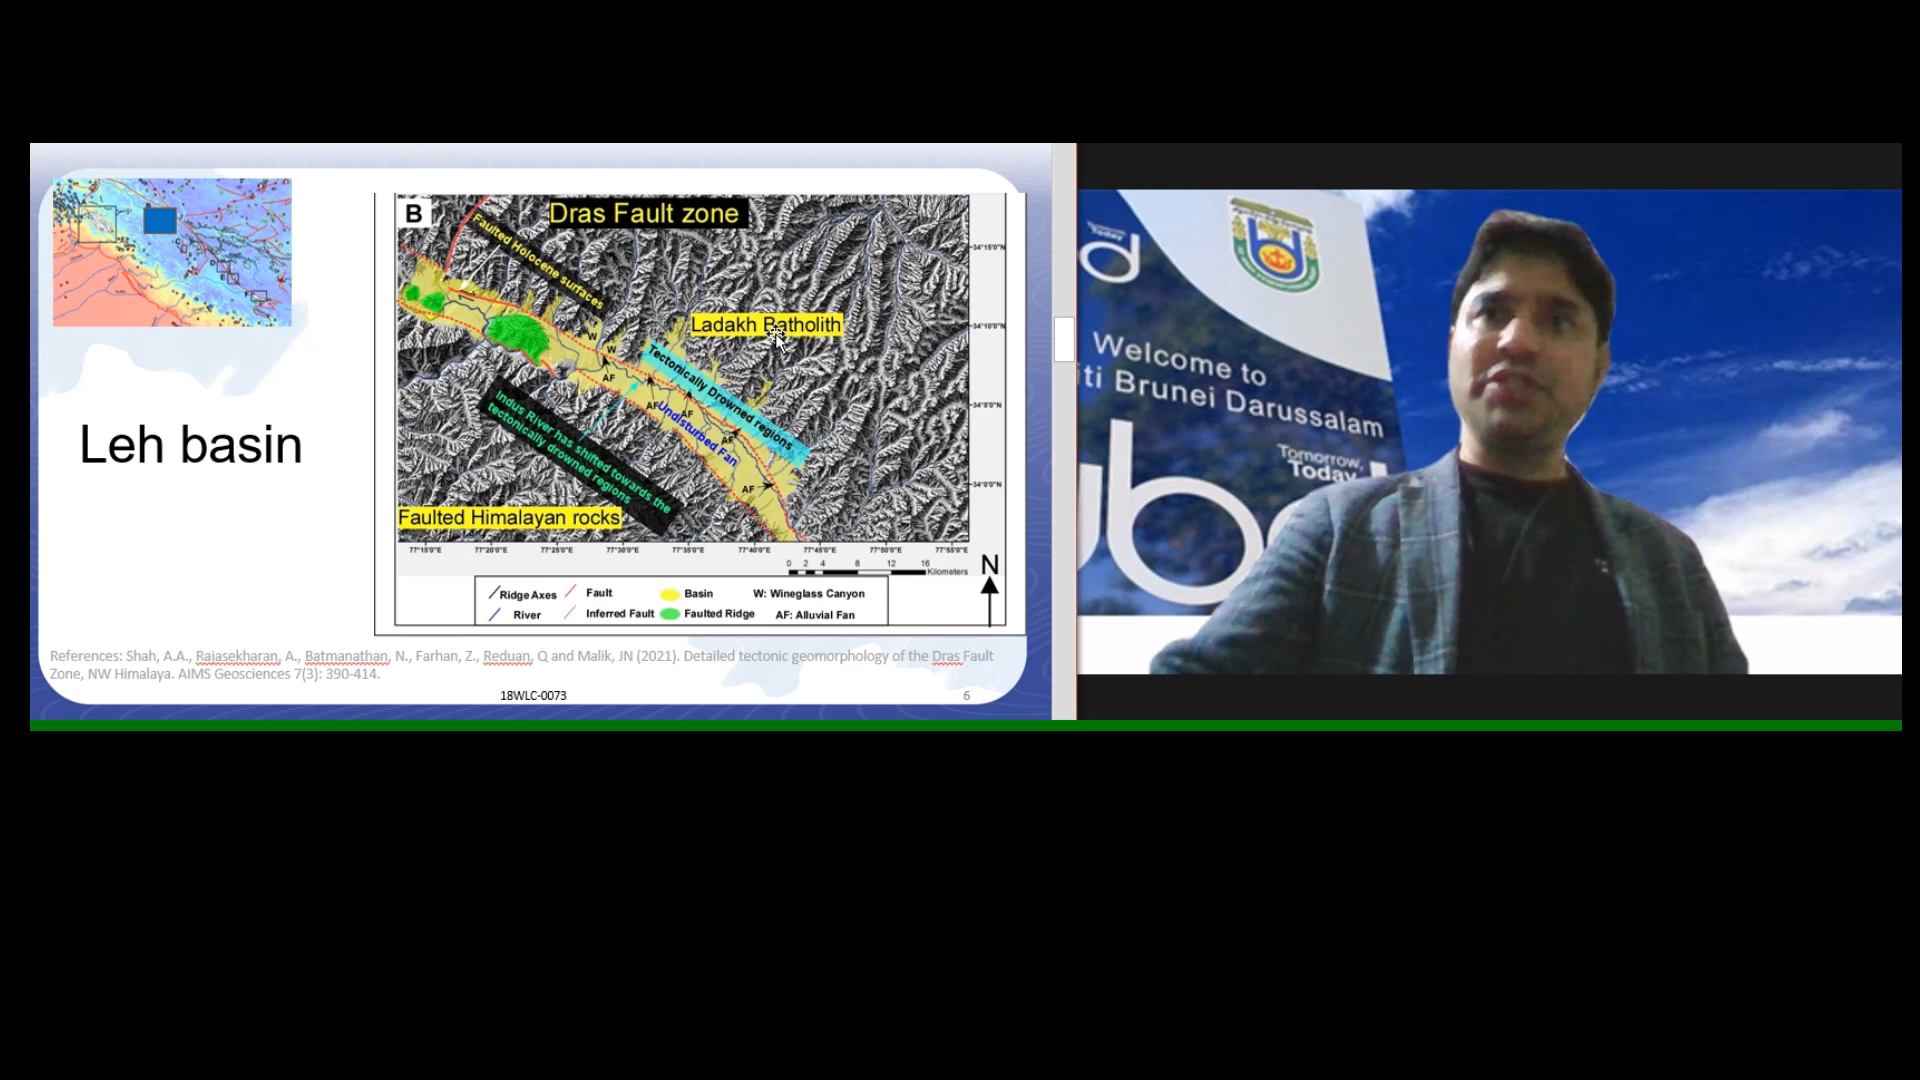 B
Dras Fault zone
Faulted Holocene surfaces
Ladakh Batholith
W
W
Tectonically Drowned regions
AF
AF
AF
AF
AF
Undisturbed Fan
Indus River has shifted towards the
tectonically drowned regions
Faulted Himalayan rocks
34°15'0"N
34°10'0"N
34°5'0"N
34°0'0"N
77°15'0"E 77°20'0"E 77°25'0"E 77°30'0"E 77°35'0"E 77°40'0"E 77°45'0"E 77°50'0"E 77°55'0"E
0 2 4 8 12 16
Kilometers
N
Ridge Axes Fault Basin W: Wineglass Canyon
River Inferred Fault Faulted Ridge AF: Alluvial Fan
Leh basin
References: Shah, A.A., Rajasekharan, A., Batmanathan, N., Farhan, Z., Reduan, Q and Malik, JN (2021). Detailed tectonic geomorphology of the Dras Fault
Zone, NW Himalaya. AIMS Geosciences 7(3): 390-414.
18WLC-0073
6
Today
d
Welcome to
iti Brunei Darussalam
Tomorrow,
Today
ub